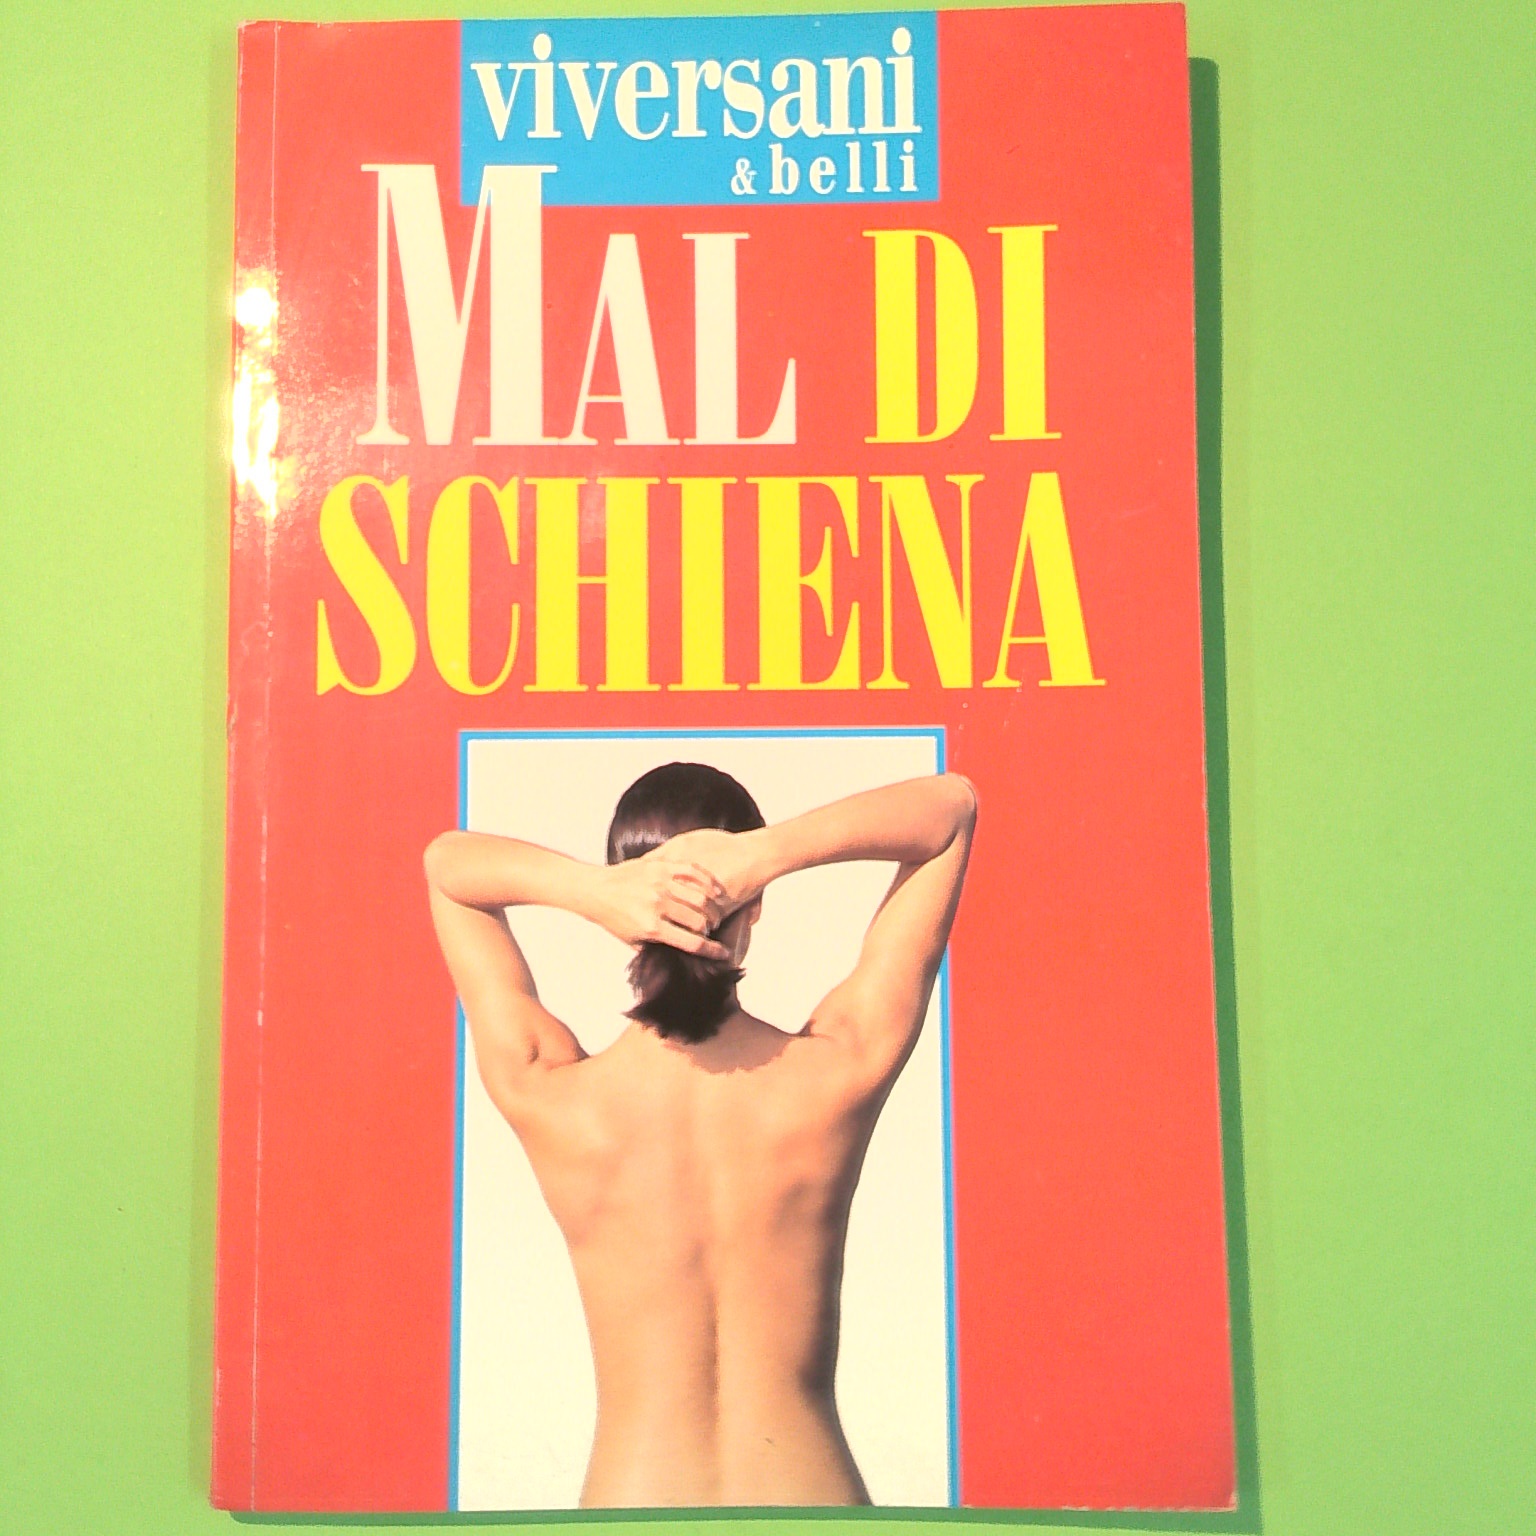 viversani
& belli
MAL DI
SCHIENA